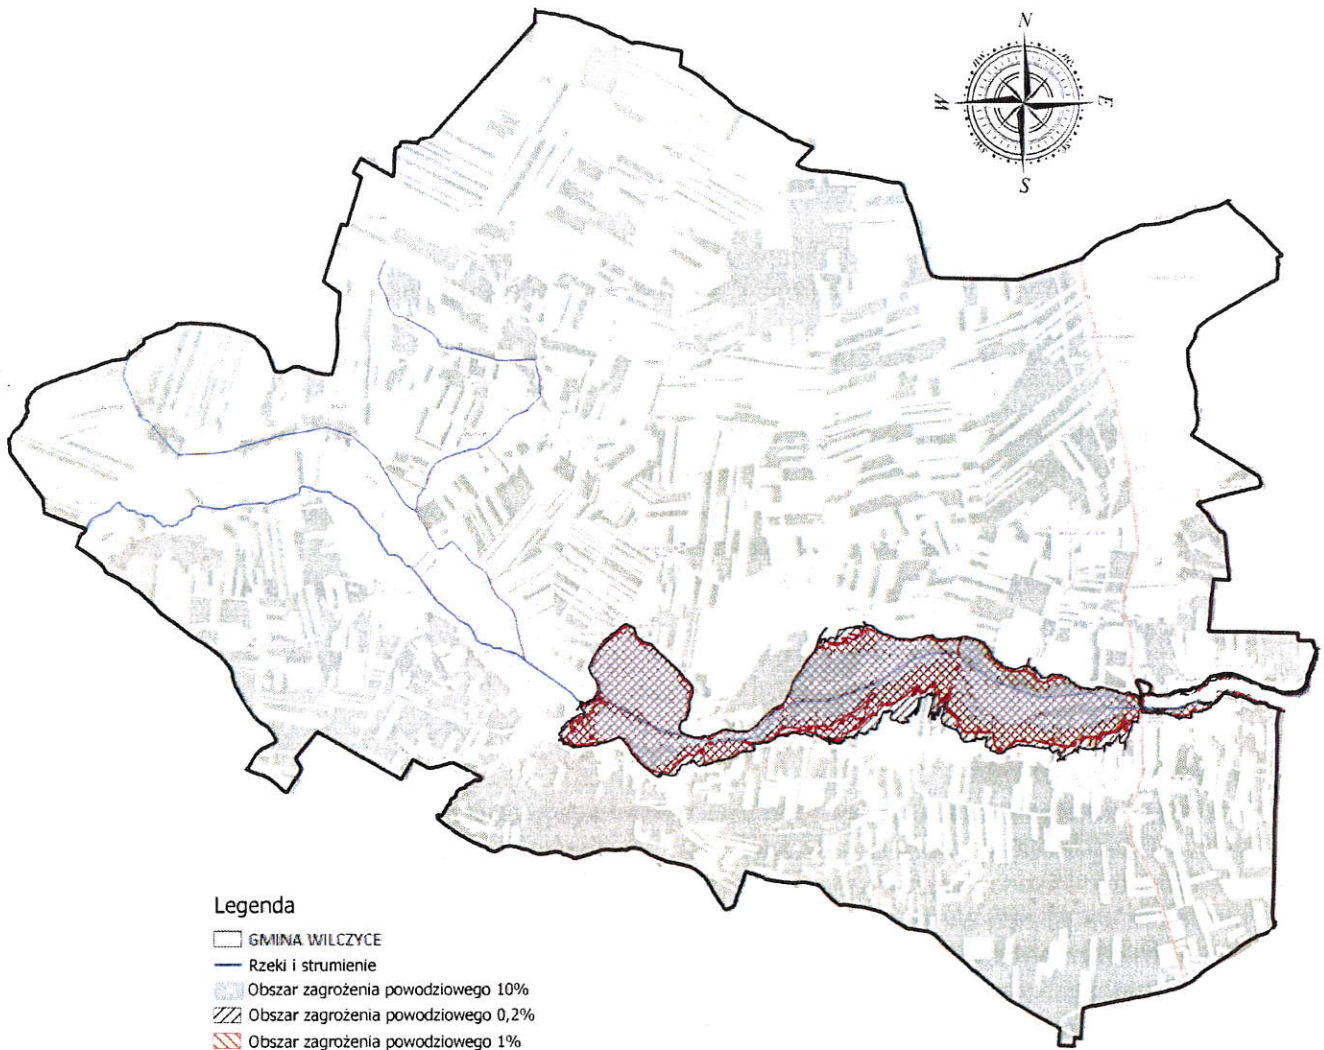 N
W
E
S
Legenda
GMINA WILCZYCE
Rzeki i strumienie
Obszar zagrożenia powodziowego 10%
Obszar zagrożenia powodziowego 0,2%
Obszar zagrożenia powodziowego 1%